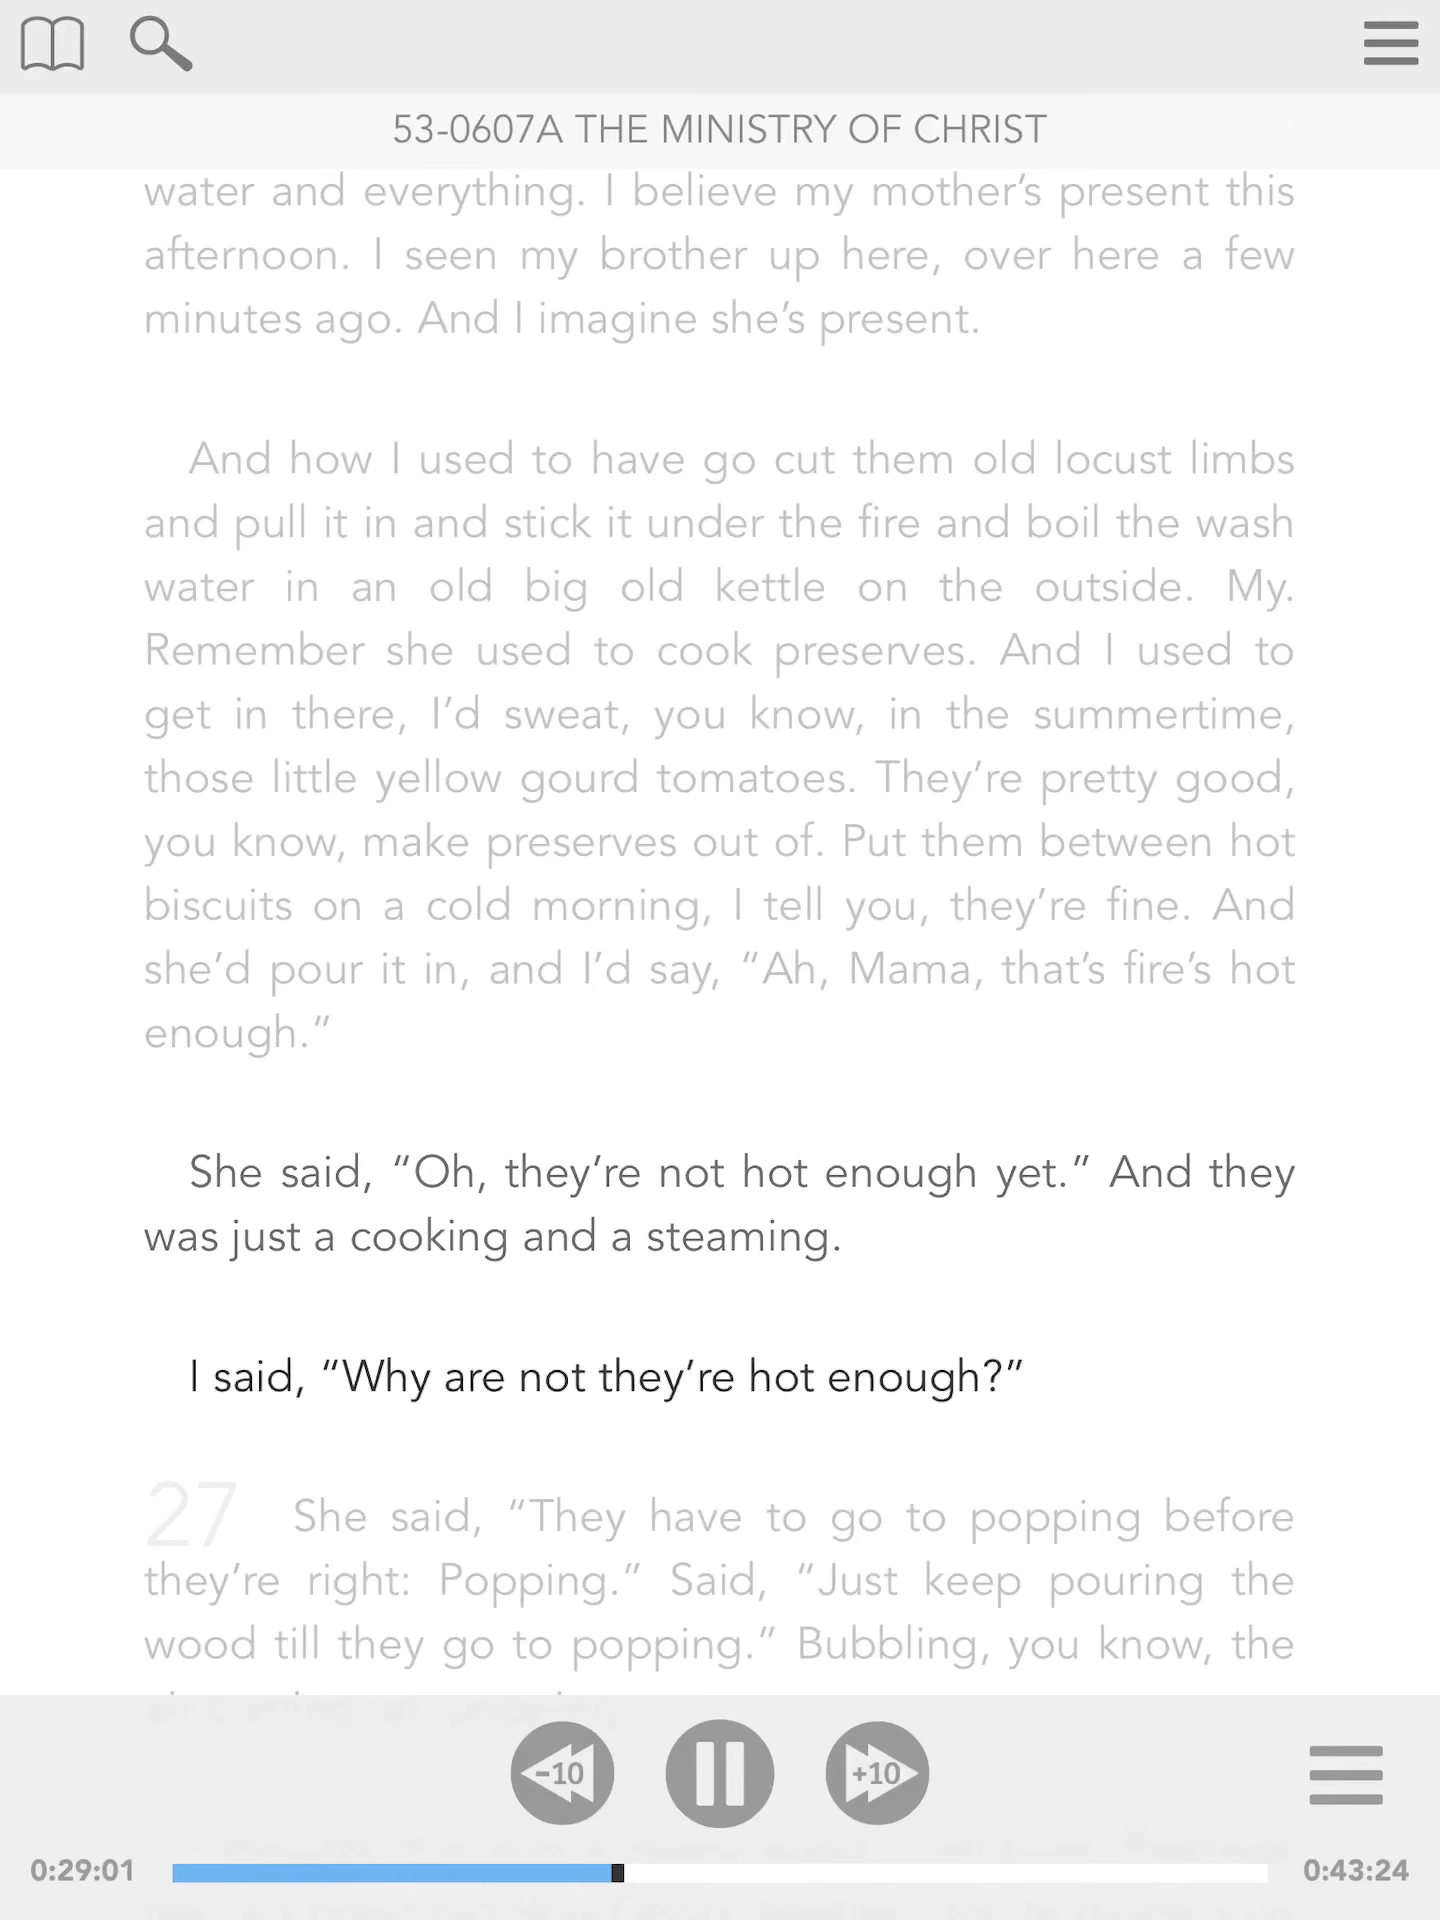 53-0607A THE MINISTRY OF CHRIST
water and everything. I believe my mother’s present this
afternoon. I seen my brother up here, over here a few
minutes ago. And I imagine she’s present.
And how I used to have go cut them old locust limbs
and pull it in and stick it under the fire and boil the wash
water in an old big old kettle on the outside. My.
Remember she used to cook preserves. And I used to
get in there, I’d sweat, you know, in the summertime,
those little yellow gourd tomatoes. They’re pretty good,
you know, make preserves out of. Put them between hot
biscuits on a cold morning, I tell you, they’re fine. And
she’d pour it in, and I’d say, “Ah, Mama, that’s fire’s hot
enough.”
She said, “Oh, they’re not hot enough yet.” And they
was just a cooking and a steaming.
I said, “Why are not they’re hot enough?”
27 She said, “They have to go to popping before
they’re right: Popping.” Said, “Just keep pouring the
wood till they go to popping.” Bubbling, you know, the
-10 +10
0:29:01 0:43:24